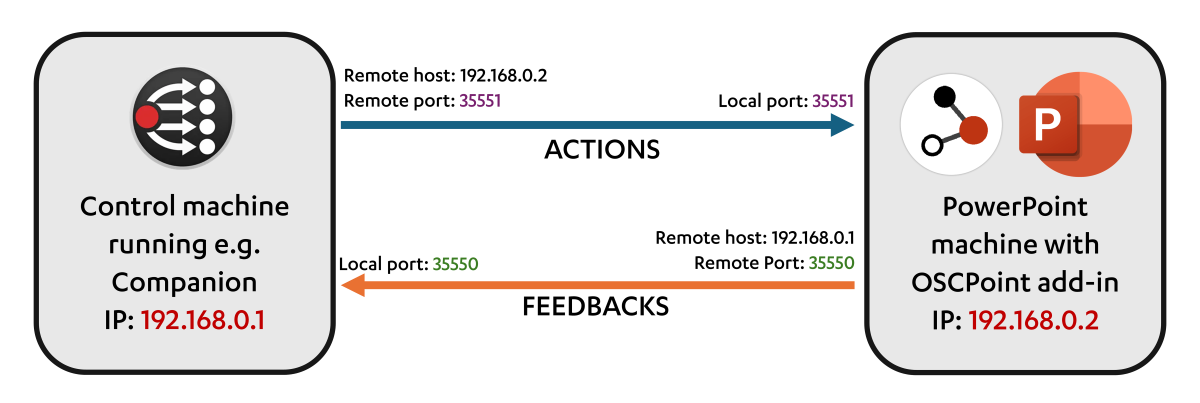 Control machine
running e.g.
Companion
IP: 192.168.0.1
Remote host: 192.168.0.2
Remote port: 35551
Local port: 35551
ACTIONS
Remote host: 192.168.0.1
Remote Port: 35550
Local port: 35550
FEEDBACKS
P
PowerPoint
machine with
OSCPoint add-in
IP: 192.168.0.2